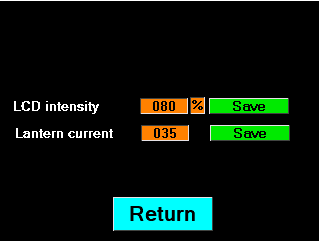 LCD intensity 080 % Save
Lantern current 035 Save
Return